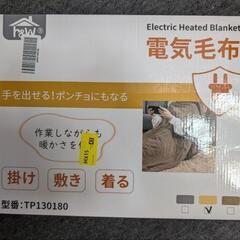 h&W
Electric Heated Blanket
電気毛布
手を出せる!ポンチョにもなる
作業しながらも
暖かさを
掛け 敷き 着る
型番:TP130180